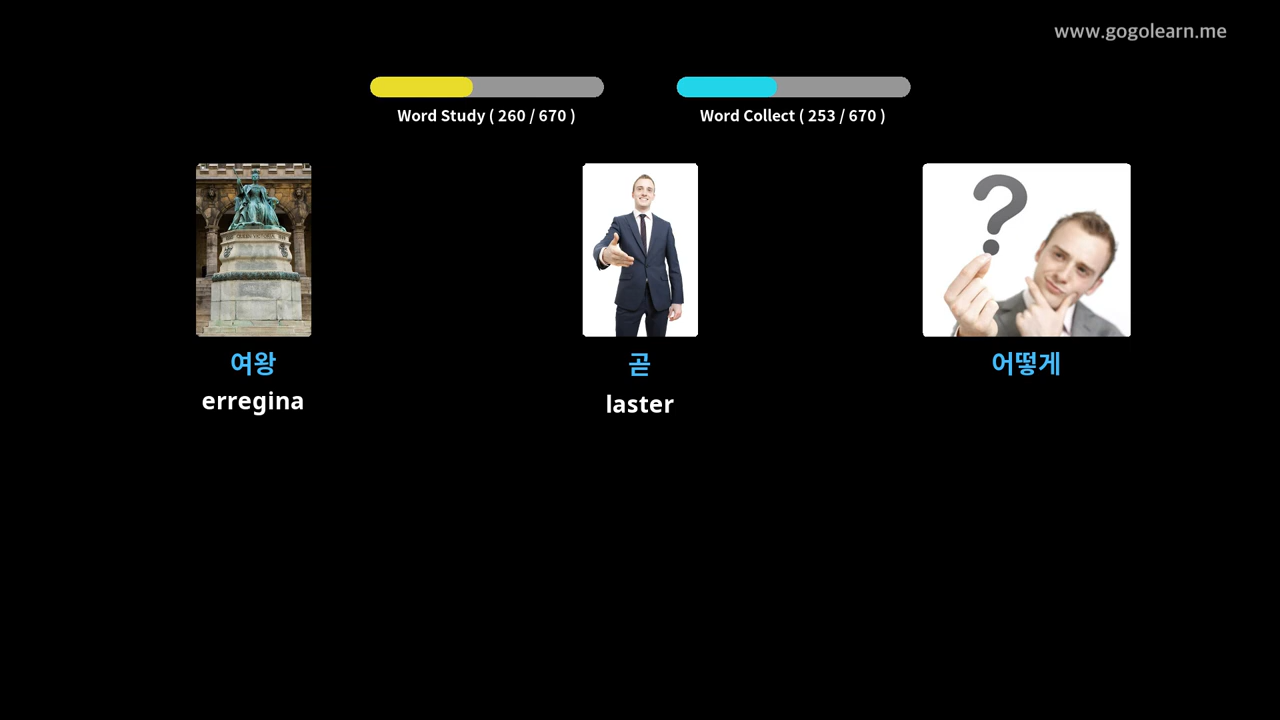 www.gogolearn.me
Word Study ( 260 / 670 )
Word Collect ( 253 / 670 )
여왕
erregina
곧
laster
어떻게